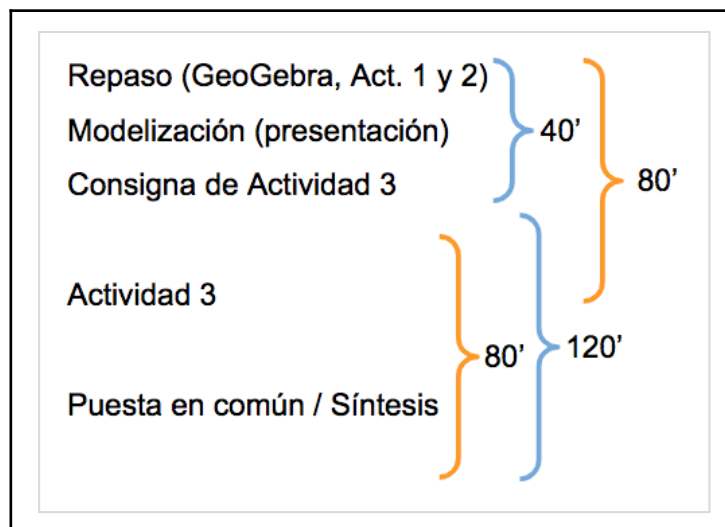 Repaso (GeoGebra, Act. 1 y 2)
Modelización (presentación)
40’
Consigna de Actividad 3
80’
Actividad 3
80’
120’
Puesta en común / Síntesis